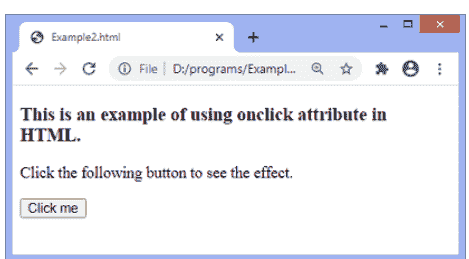 Example2.html
File | D:/programs/Exampl...
This is an example of using onclick attribute in
HTML.
Click the following button to see the effect.
Click me